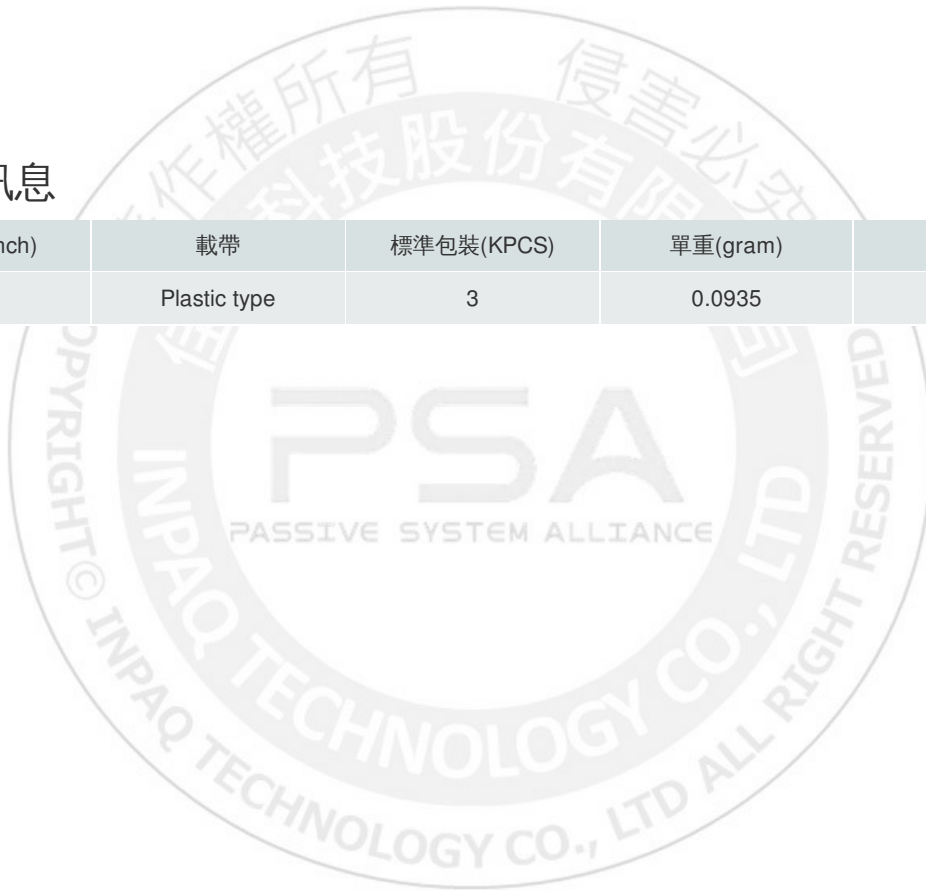 著作權所有 侵害必究
科技股份有限公司
訊息
nch) 載帶 標準包裝(KPCS) 單重(gram)
Plastic type 3 0.0935
PSA
PASSIVE SYSTEM ALLIANCE
INPAQ TECHNOLOGY CO., LTD
COPYRIGHT© INPAQ TECHNOLOGY CO., LTD ALL RIGHT RESERVED